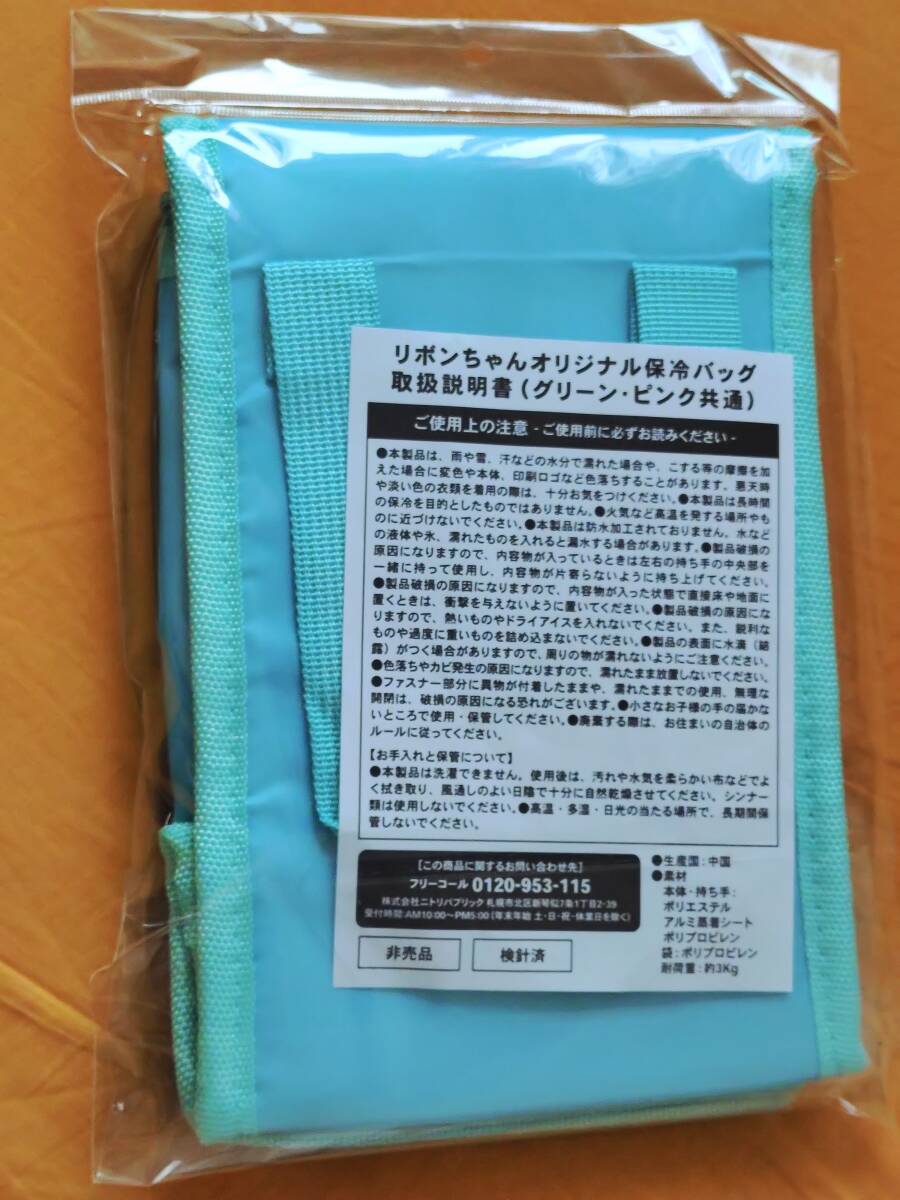 リボンちゃんオリジナル保冷バッグ
取扱説明書(グリーン・ピンク共通)
ご使用上の注意 - ご使用前に必ずお読みください -
●本製品は、雨や雪、汗などの水分で濡れた場合や、こする等の摩擦を加
えた場合に変色や本体、印刷ロゴなど色落ちすることがあります。悪天時
や淡い色の衣類を着用の際は、十分お気をつけください。●本製品は長時間
の保冷を目的としたものではありません。●火気など高温を発する場所やも
のに近づけないでください。●本製品は防水加工されておりません。水など
の液体や氷、濡れたものを入れると漏水する場合があります。●製品破損の
原因になりますので、内容物が入っているときは左右の持ち手の中央部を
一緒に持って使用し、内容物が片寄らないように持ち上げてください。
●製品破損の原因になりますので、内容物が入った状態で直接床や地面に
置くときは、衝撃を与えないように置いてください。●製品破損の原因にな
りますので、熱いものやドライアイスを入れないでください。また、鋭利な
ものや過度に重いものを詰め込まないでください。●製品の表面に水滴(結
露)がつく場合がありますので、周りの物が濡れないようにご注意ください。
●色落ちやカビ発生の原因になりますので、濡れたまま放置しないでください。
●ファスナー部分に異物が付着したままや、濡れたままでの使用、無理な
開閉は、破損の原因になる恐れがございます。●小さなお子様の手の届かな
いところで使用・保管してください。●廃棄する際は、お住まいの自治体の
ルールに従ってください。
【お手入れと保管について】
●本製品は洗濯できません。使用後は、汚れや水気を柔らかい布などでよ
く拭き取り、風通しのよい日陰で十分に自然乾燥させてください。シンナー
類は使用しないでください。●高温・多湿・日光の当たる場所で、長期間保
管しないでください。
【この商品に関するお問い合わせ先】
フリーコール 0120-953-115
株式会社ニトリパブリック 札幌市北区新琴似7条1丁目2-39
受付時間:AM10:00~PM5:00(年末年始 土・日・祝・休業日を除く)
非売品
検針済
●生産国:中国
●素材
本体・持ち手:
ポリエステル
アルミ蒸着シート
ポリプロピレン
袋:ポリプロピレン
耐荷重:約3Kg